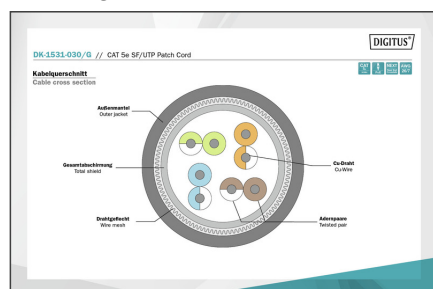 DIGITUS®
DK-1531-030/G // CAT 5e SF/UTP Patch Cord
Kabelquerschnitt
Cable cross section
Außenmantel
Outer jacket
Gesamtabschirmung
Total shield
Cu-Draht
Cu-Wire
Drahtgeflecht
Wire mesh
Aderspaare
Twisted pair